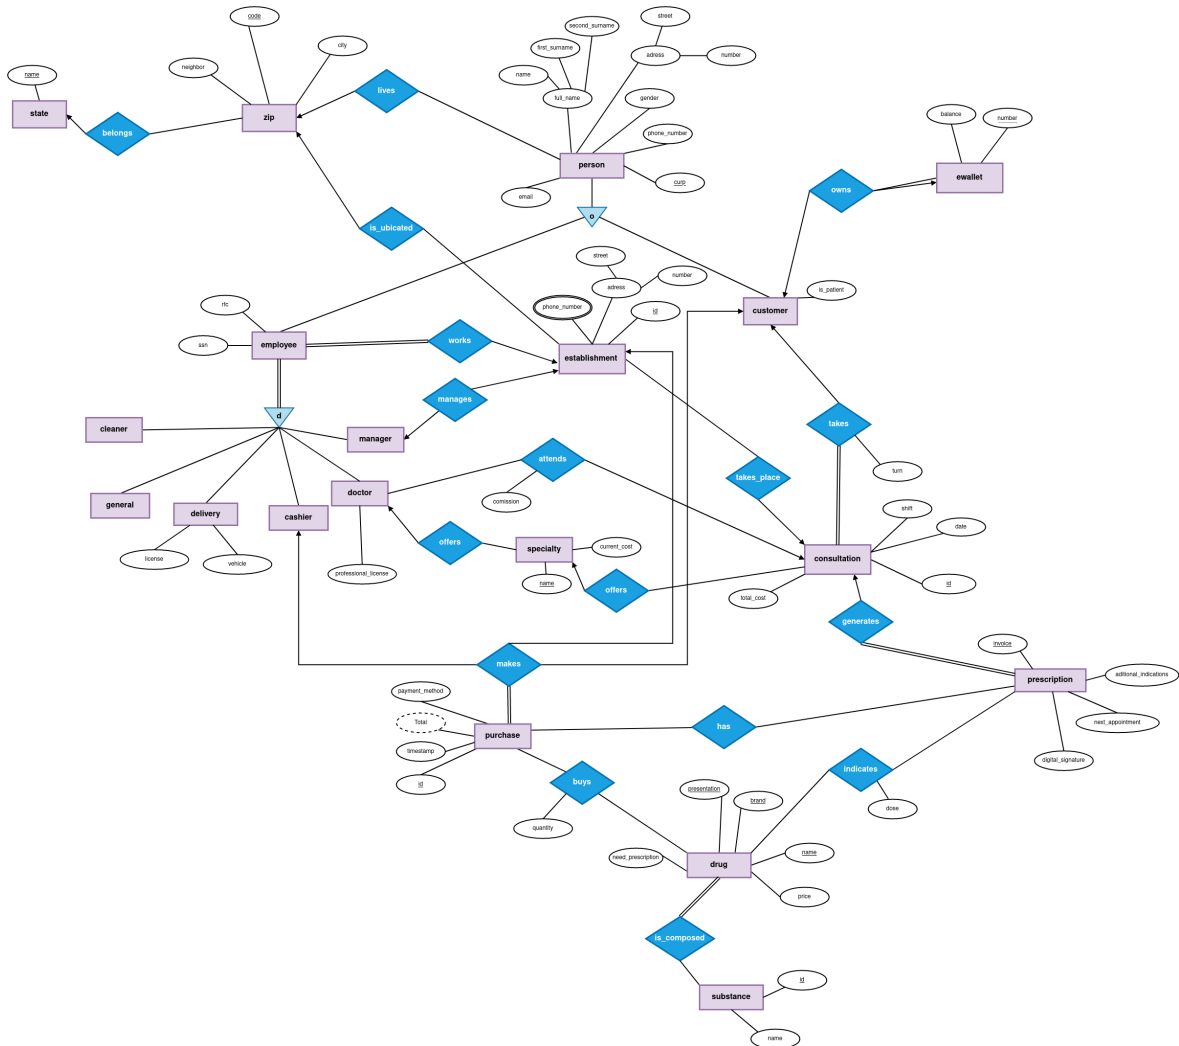 code
street
second_surname
city
first_surname
adress
number
neighbor
name
name
full_name
gender
lives
state
zip
balance
number
belongs
phone_number
person
ewallet
curp
owns
email
o
is_ubicated
street
number
adress
is_patient
rfc
phone_number
id
customer
ssn
employee
works
establishment
manages
d
cleaner
manager
takes
attends
turn
takes_place
doctor
general
delivery
cashier
comission
shift
date
license
vehicle
offers
specialty
current_cost
consultation
professional_license
name
offers
id
total_cost
generates
invoice
makes
prescription
aditional_indications
payment_method
Total
has
next_appointment
purchase
timestamp
digital_signature
id
buys
indicates
presentation
brand
dose
quantity
need_prescription
drug
name
price
is_composed
id
substance
name